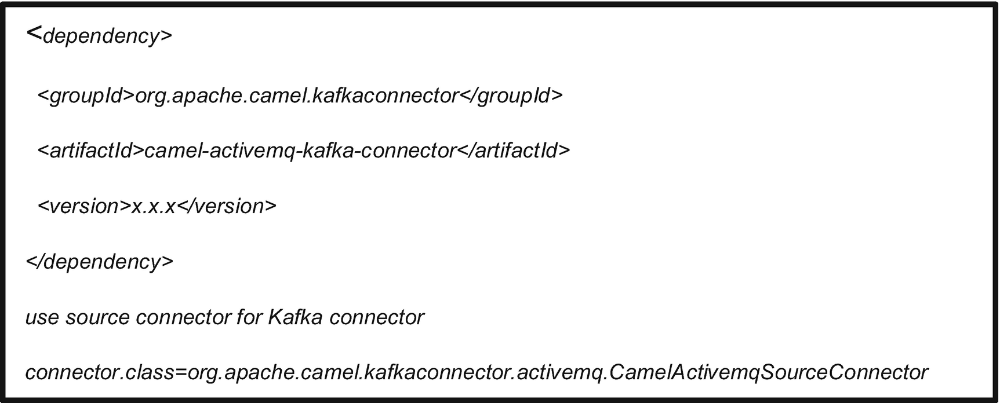 <dependency>
<groupId>org.apache.camel.kafkaconnector</groupId>
<artifactId>camel-activemq-kafka-connector</artifactId>
<version>x.x.x</version>
</dependency>
use source connector for Kafka connector
connector.class=org.apache.camel.kafkaconnector.activemq.CamelActivemqSourceConnector